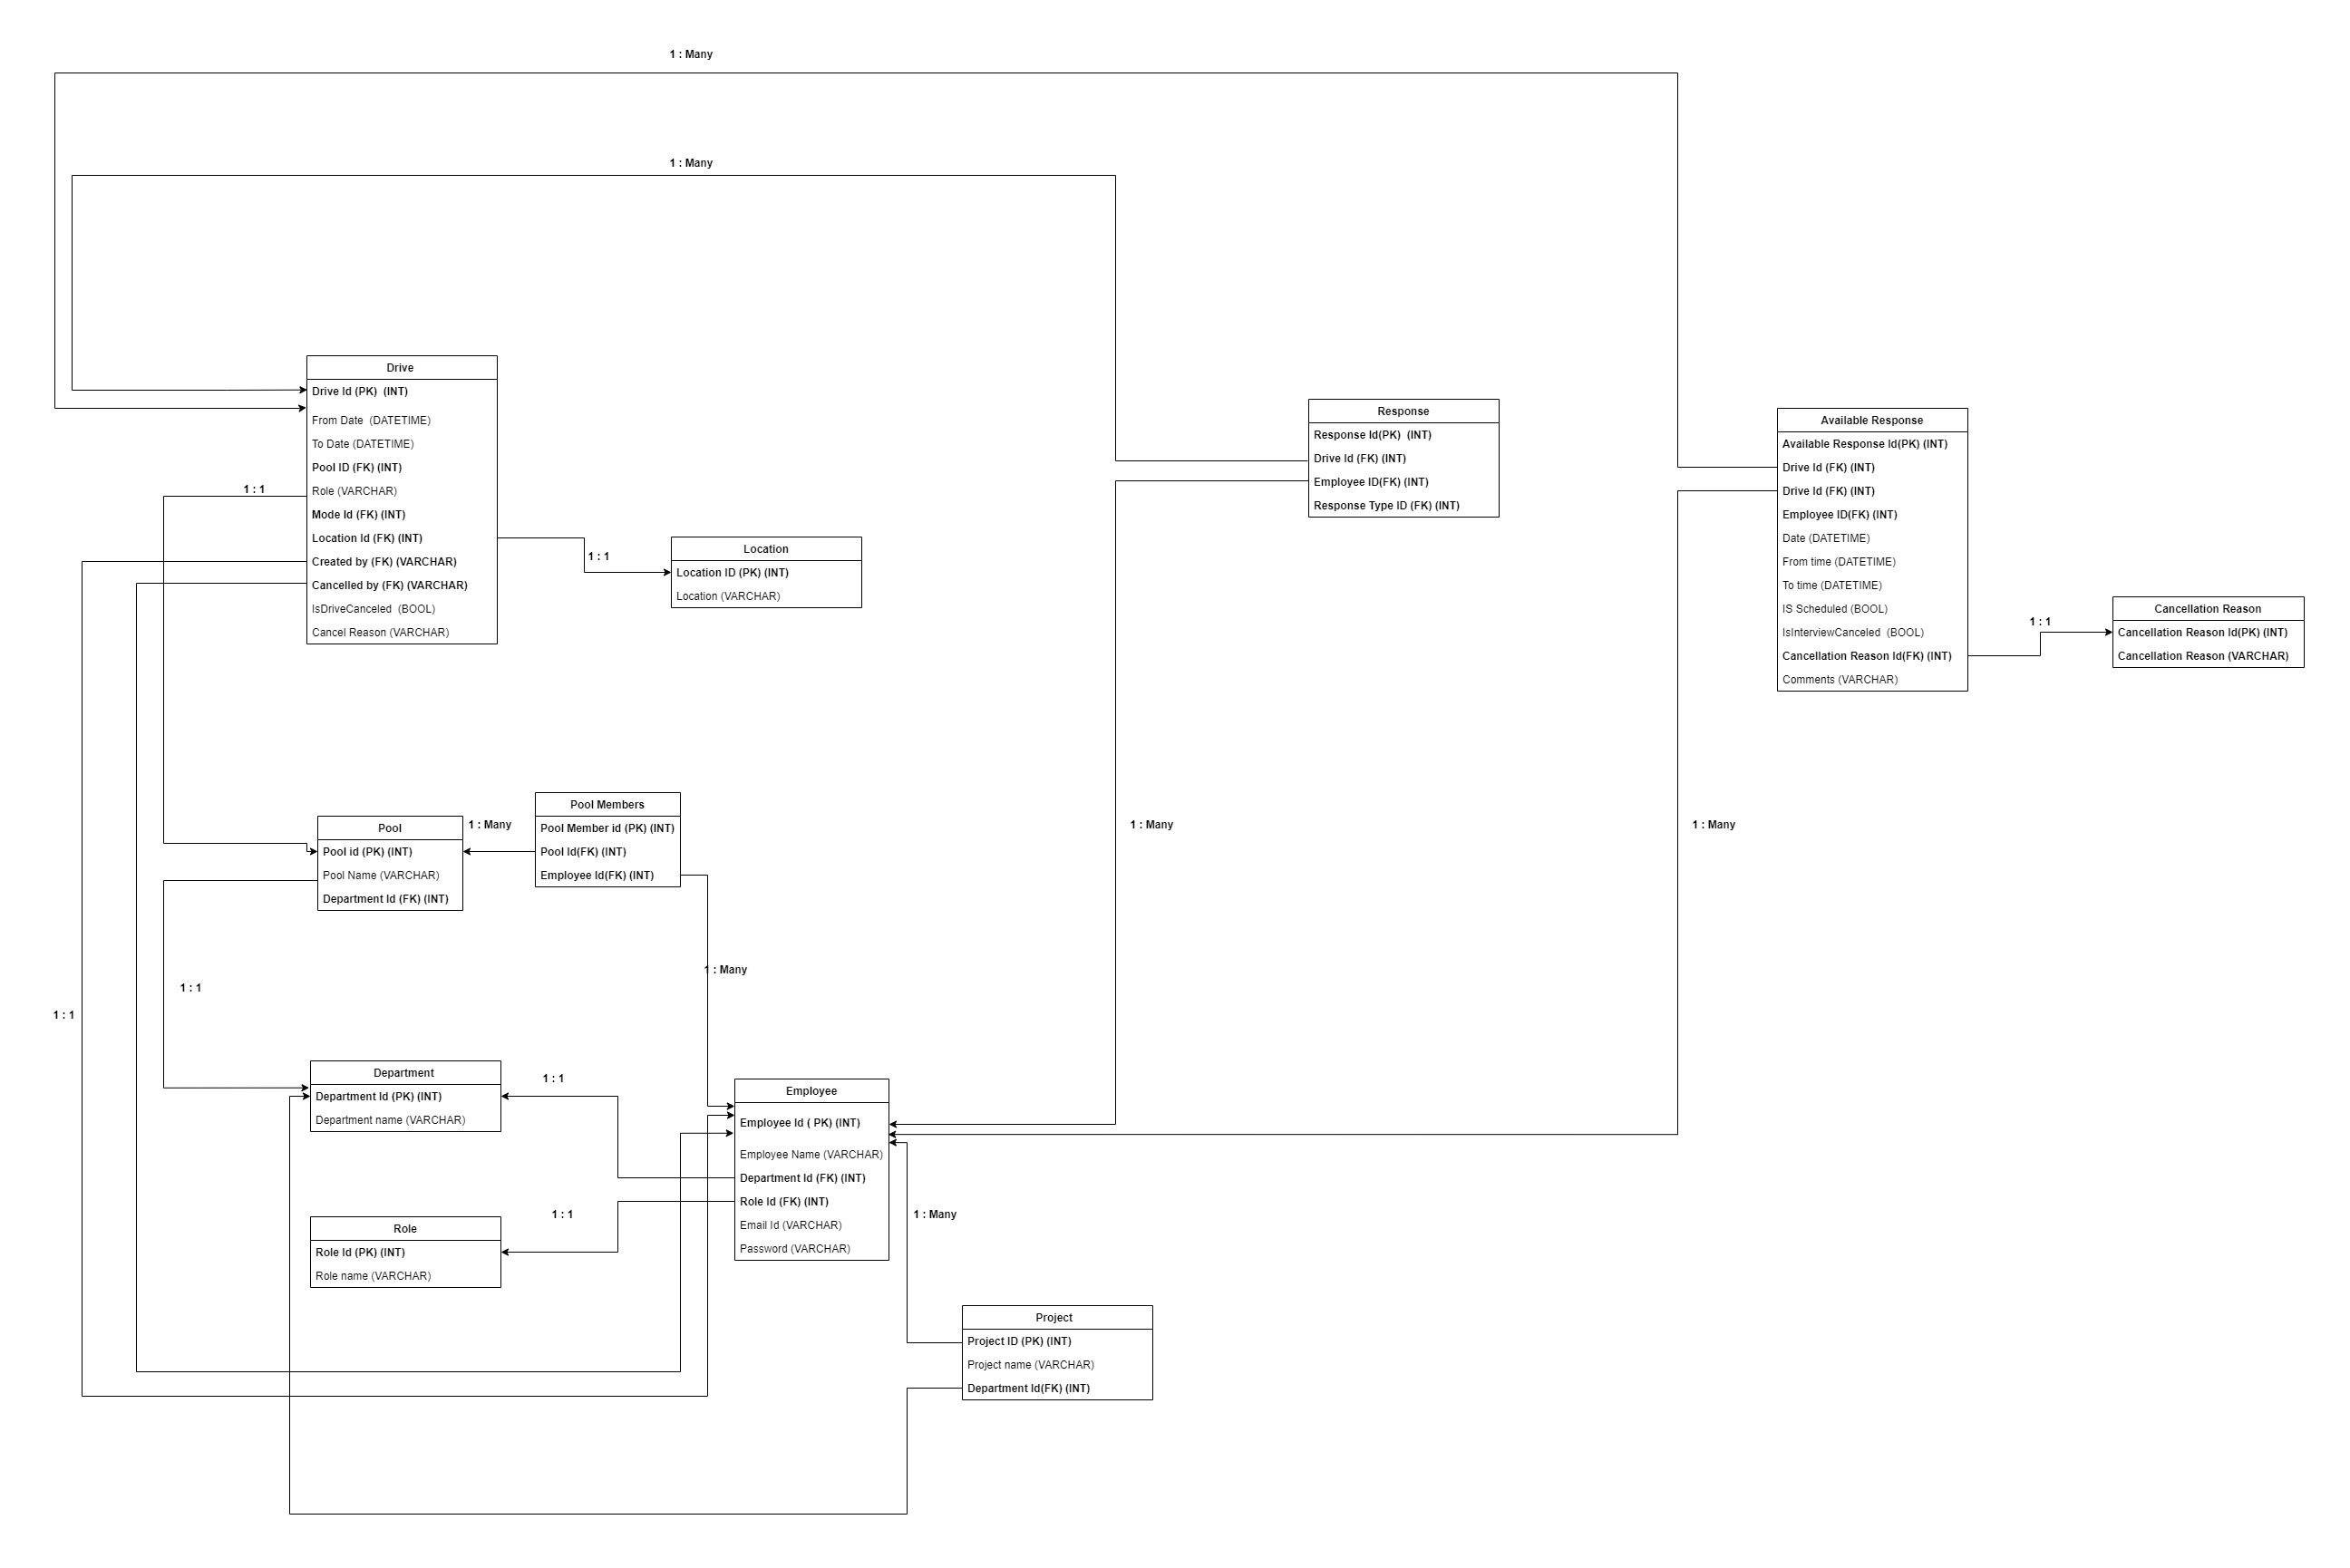 1 : Many
1 : Many
Drive
Drive Id (PK)  (INT)
From Date  (DATETIME)
To Date (DATETIME)
Pool ID (FK) (INT)
Role (VARCHAR)
Mode Id (FK) (INT)
Location Id (FK) (INT)
Created by (FK) (VARCHAR)
Cancelled by (FK) (VARCHAR)
IsDriveCanceled  (BOOL)
Cancel Reason (VARCHAR)
1 : 1
1 : 1
Location
Location ID (PK) (INT)
Location (VARCHAR)
Response
Response Id(PK)  (INT)
Drive Id (FK) (INT)
Employee ID(FK) (INT)
Response Type ID (FK) (INT)
Available Response
Available Response Id(PK) (INT)
Drive Id (FK) (INT)
Drive Id (FK) (INT)
Employee ID(FK) (INT)
Date (DATETIME)
From time (DATETIME)
To time (DATETIME)
IS Scheduled (BOOL)
IsInterviewCanceled  (BOOL)
Cancellation Reason Id(FK) (INT)
Comments (VARCHAR)
1 : 1
Cancellation Reason
Cancellation Reason Id(PK) (INT)
Cancellation Reason (VARCHAR)
Pool
Pool id (PK) (INT)
Pool Name (VARCHAR)
Department Id (FK) (INT)
1 : Many
Pool Members
Pool Member id (PK) (INT)
Pool Id(FK) (INT)
Employee Id(FK) (INT)
1 : Many
1 : Many
1 : Many
1 : 1
1 : 1
Department
Department Id (PK) (INT)
Department name (VARCHAR)
1 : 1
Employee
Employee Id ( PK) (INT)
Employee Name (VARCHAR)
Department Id (FK) (INT)
Role Id (FK) (INT)
Email Id (VARCHAR)
Password (VARCHAR)
1 : 1
1 : Many
Role
Role Id (PK) (INT)
Role name (VARCHAR)
Project
Project ID (PK) (INT)
Project name (VARCHAR)
Department Id(FK) (INT)